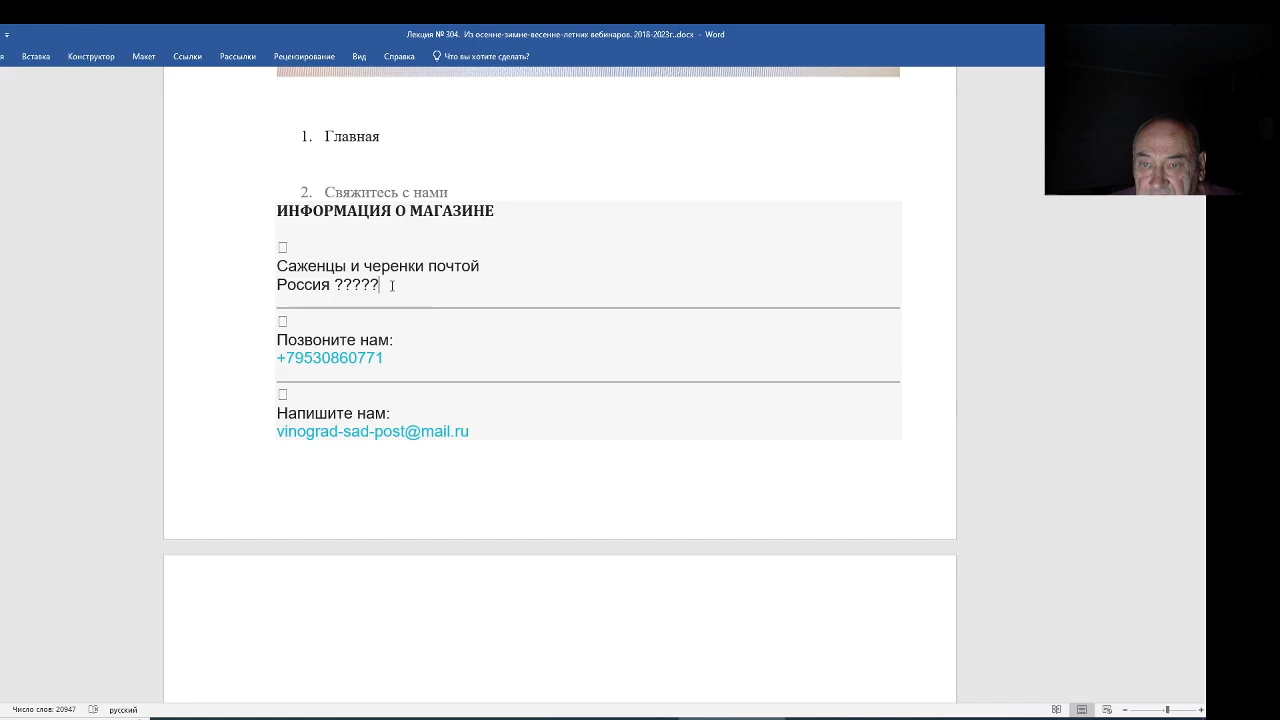 Лекция № 304. Из осенне-зимне-весенне-летних вебинаров. 2018-2023г..docx - Word
я Вставка Конструктор Макет Ссылки Рассылки Рецензирование Вид Справка Что вы хотите сделать?
1. Главная
2. Свяжитесь с нами
ИНФОРМАЦИЯ О МАГАЗИНЕ
Саженцы и черенки почтой
Россия ?????
Позвоните нам:
+79530860771
Напишите нам:
vinograd-sad-post@mail.ru
Число слов: 20947 русский